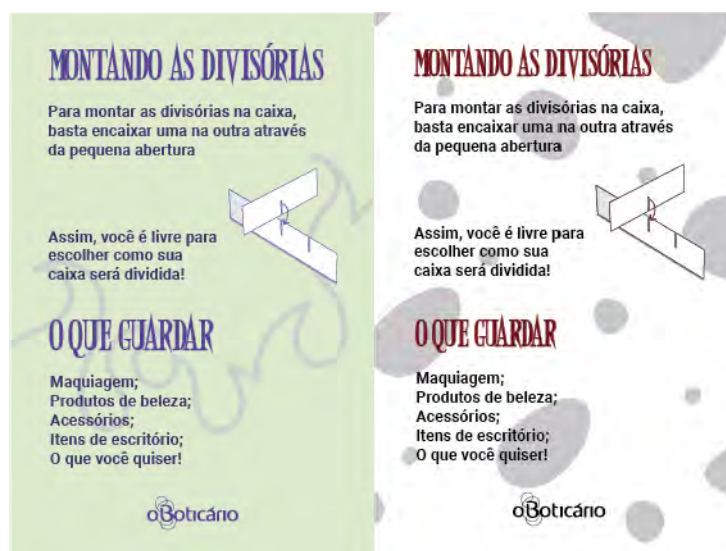 MONTANDO AS DIVISÓRIAS
Para montar as divisórias na caixa,
basta encaixar uma na outra através
da pequena abertura
Assim, você é livre para
escolher como sua
caixa será dividida!
O QUE GUARDAR
Maquiagem;
Produtos de beleza;
Acessórios;
Itens de escritório;
O que você quiser!
oBoticário
MONTANDO AS DIVISÓRIAS
Para montar as divisórias na caixa,
basta encaixar uma na outra através
da pequena abertura
Assim, você é livre para
escolher como sua
caixa será dividida!
O QUE GUARDAR
Maquiagem;
Produtos de beleza;
Acessórios;
Itens de escritório;
O que você quiser!
oBoticário